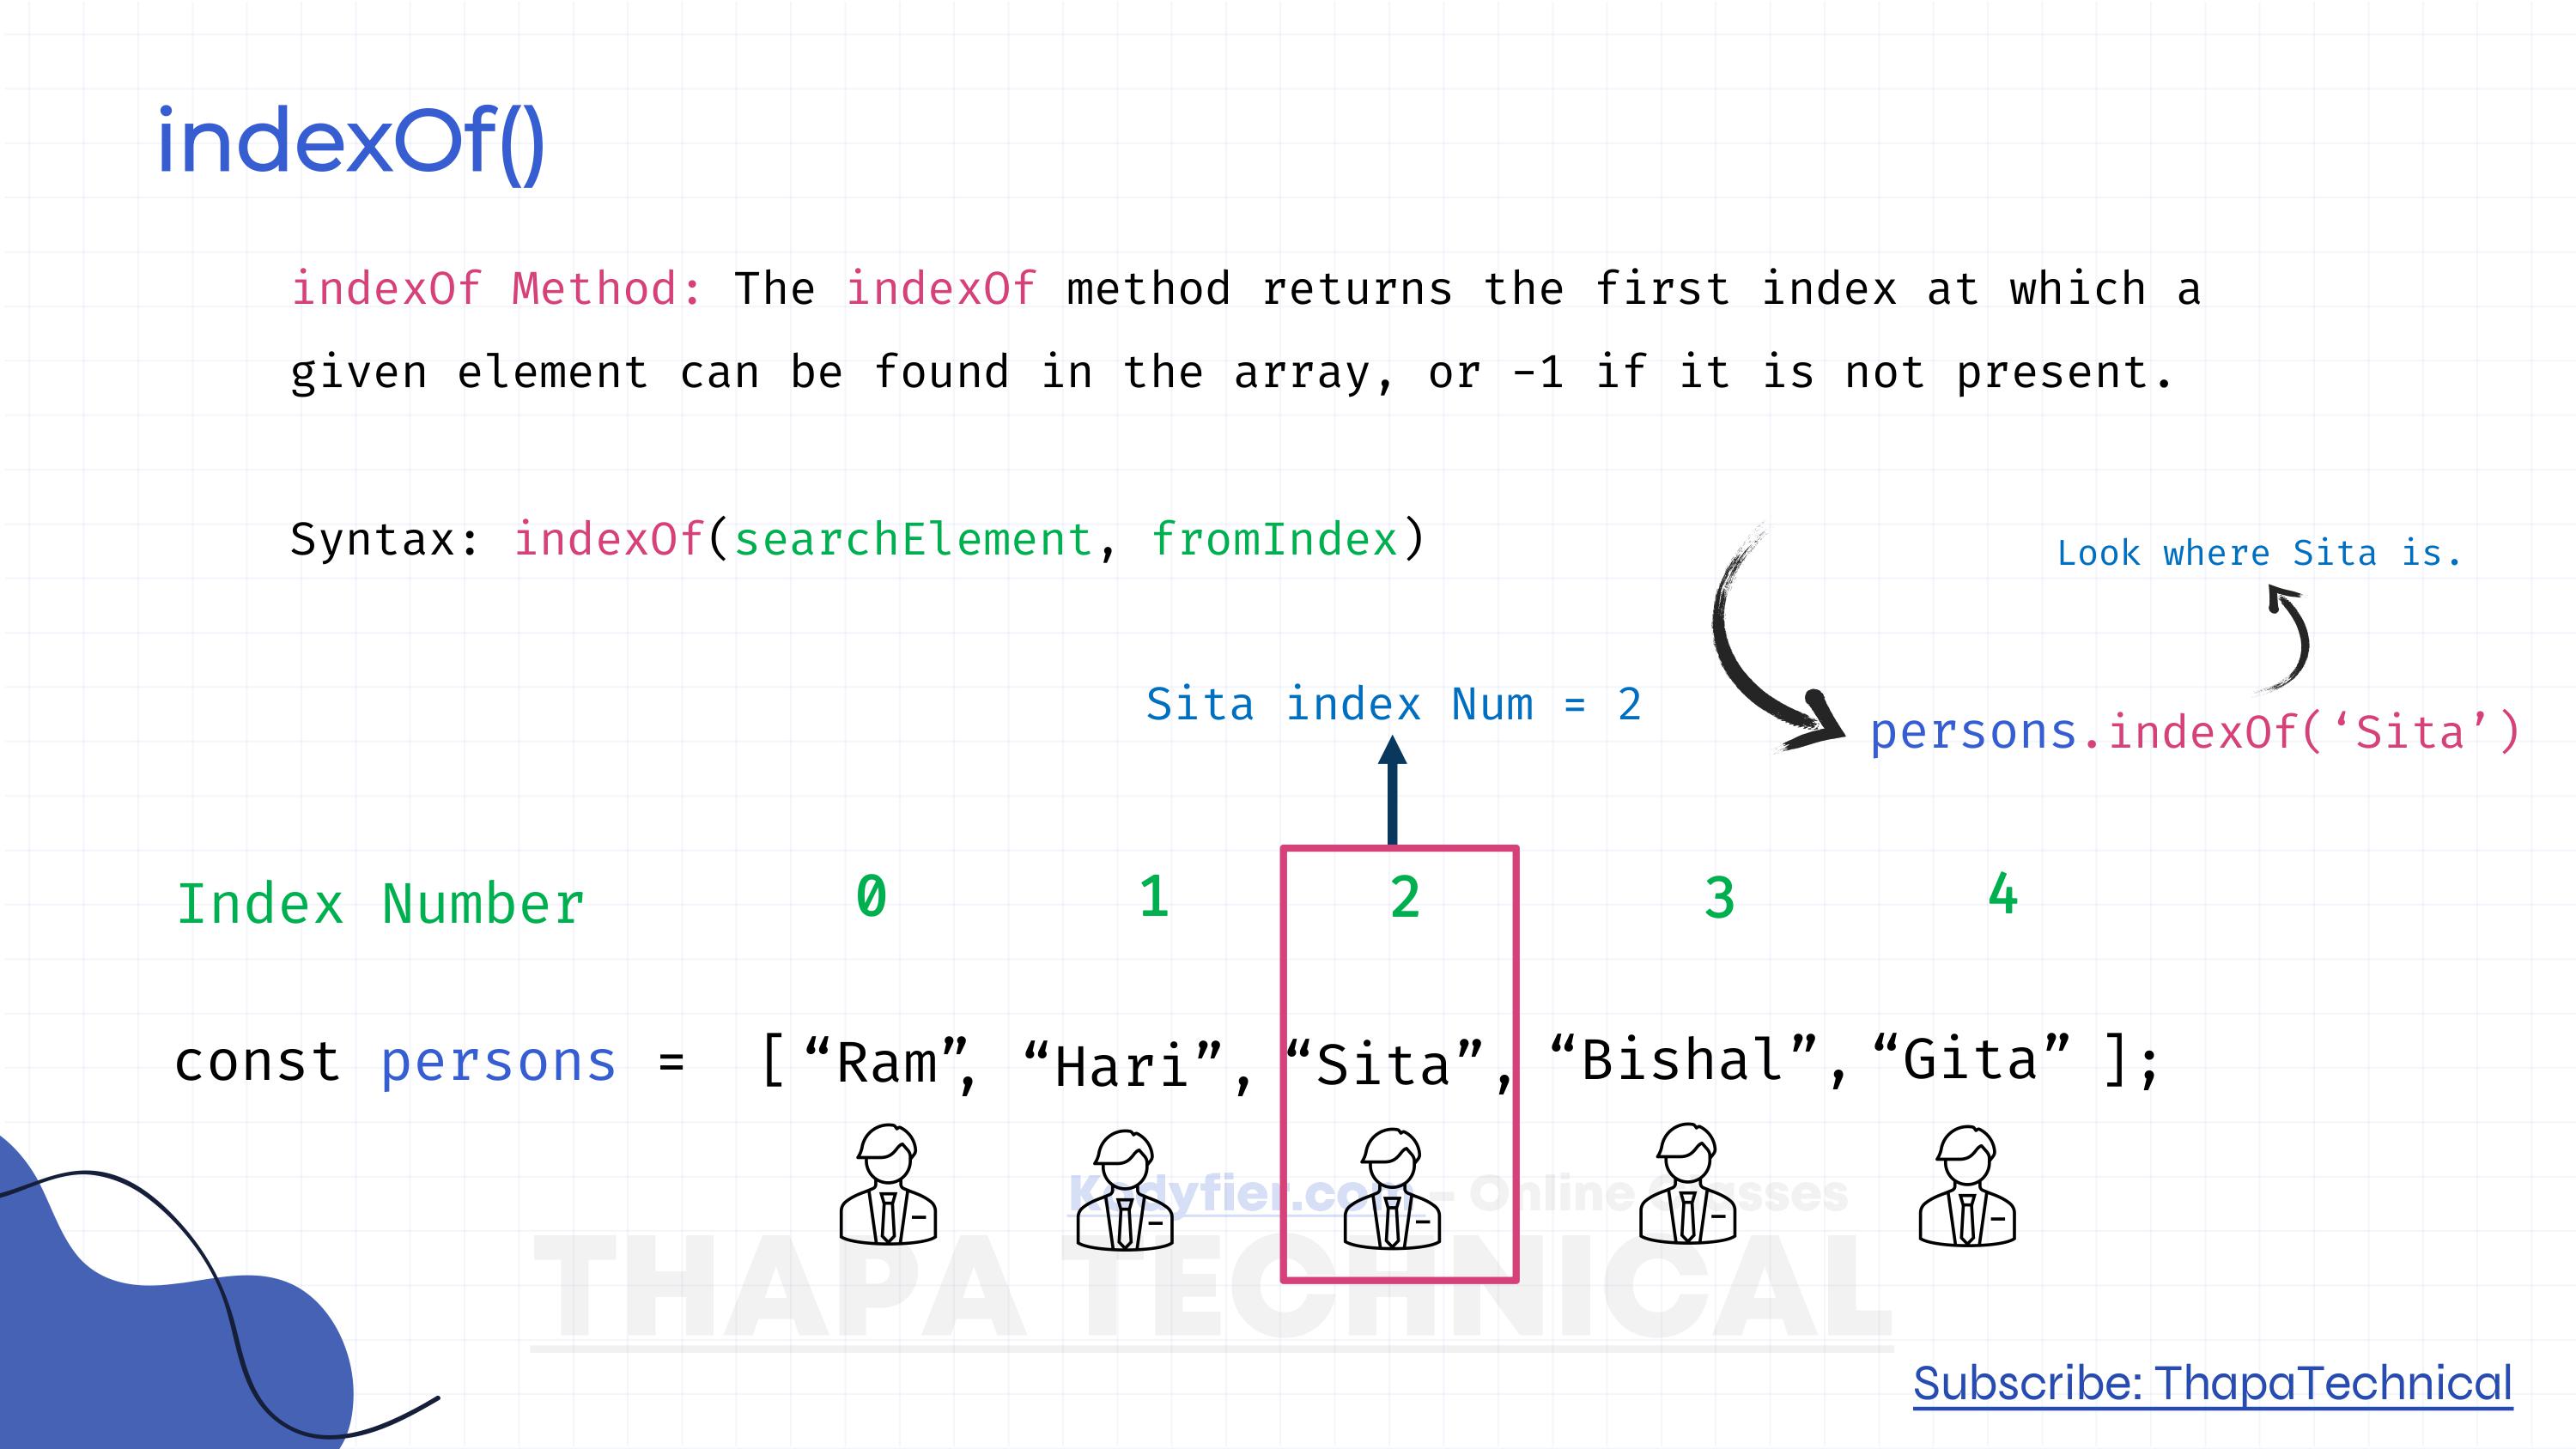 indexOf()
indexOf Method: The indexOf method returns the first index at which a
given element can be found in the array, or -1 if it is not present.
Syntax: indexOf(searchElement, fromIndex)
Look where Sita is.
Sita index Num = 2
persons.indexOf(‘Sita’)
Index Number 0 1 2 3 4
const persons = [ “Ram”, “Hari”, “Sita”, “Bishal”, “Gita” ];
Kodyfier.com - Online Classes
THAPA TECHNICAL
Subscribe: ThapaTechnical